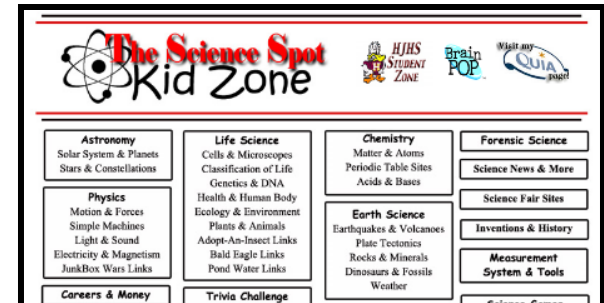 The Science Spot
Kid Zone
HJHS
STUDENT
ZONE
Brain
POP
Visit my
QUIA
page!
Astronomy
Solar System & Planets
Stars & Constellations
Physics
Motion & Forces
Simple Machines
Light & Sound
Electricity & Magnetism
JunkBox Wars Links
Careers & Money
Life Science
Cells & Microscopes
Classification of Life
Genetics & DNA
Health & Human Body
Ecology & Environment
Plants & Animals
Adopt-An-Insect Links
Bald Eagle Links
Pond Water Links
Trivia Challenge
Chemistry
Matter & Atoms
Periodic Table Sites
Acids & Bases
Earth Science
Earthquakes & Volcanoes
Plate Tectonics
Rocks & Minerals
Dinosaurs & Fossils
Weather
Forensic Science
Science News & More
Science Fair Sites
Inventions & History
Measurement
System & Tools
Science Games